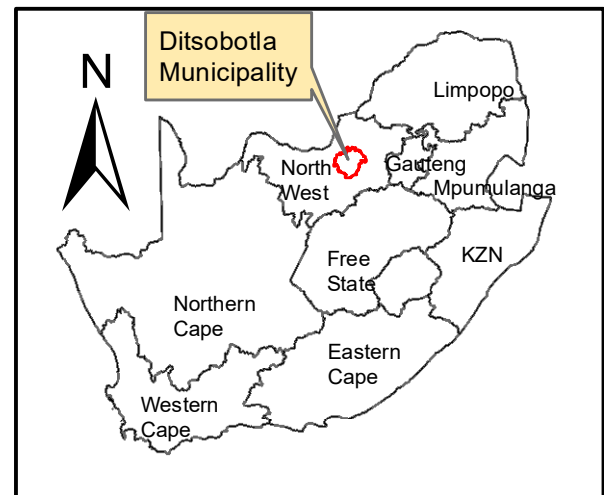 Ditsobotla
Municipality
N
Limpopo
North
West
Gauteng
Mpumulanga
KZN
Free
State
Northern
Cape
Eastern
Cape
Western
Cape